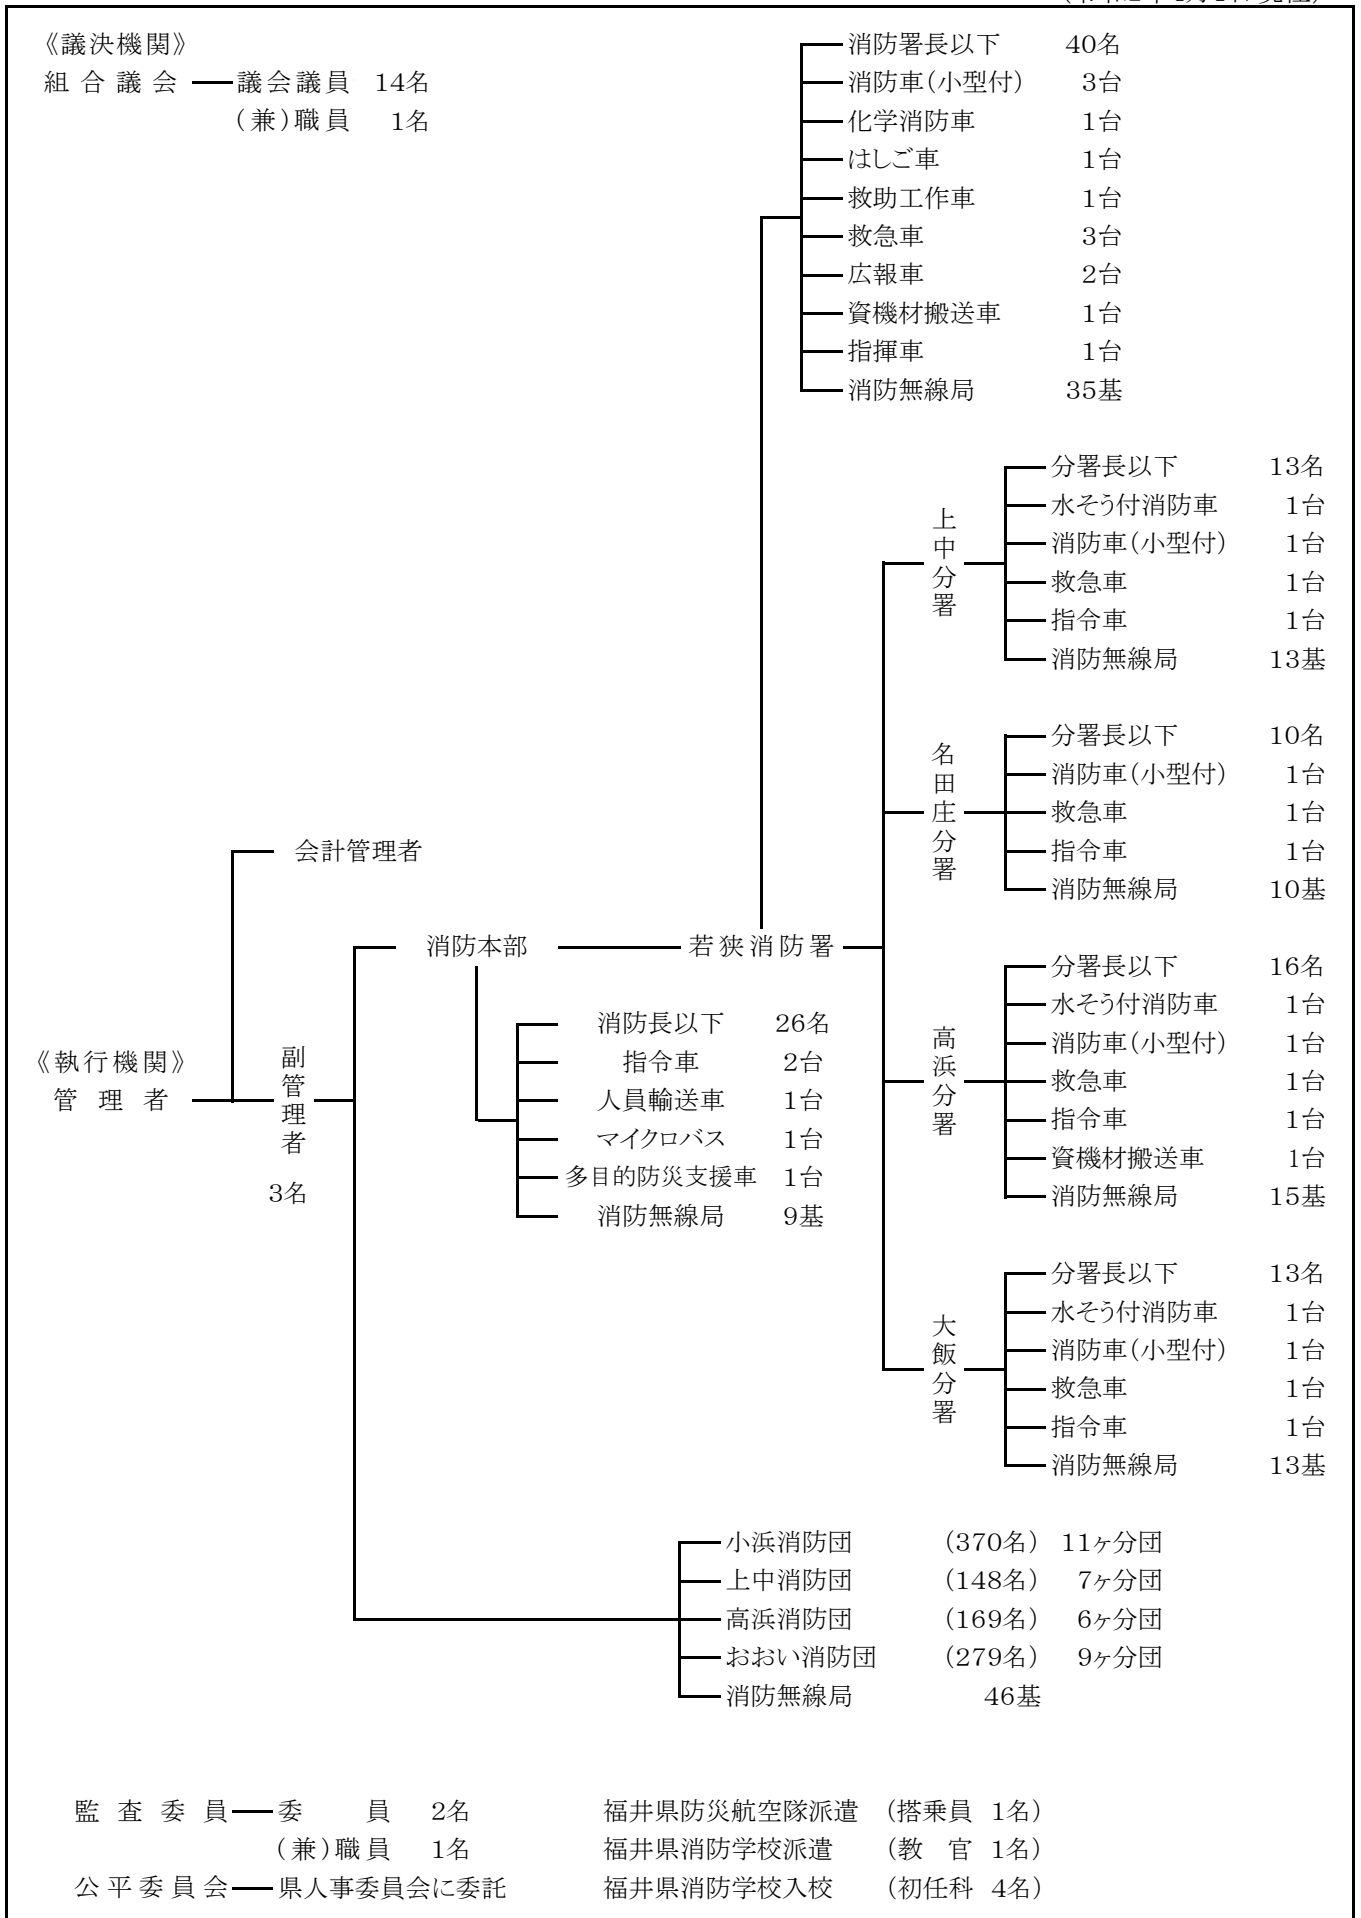 《議決機関》
組合議会 議会議員 14名
(兼)職員 1名
消防署長以下 40名
消防車(小型付) 3台
化学消防車 1台
はしご車 1台
救助工作車 1台
救急車 3台
広報車 2台
資機材搬送車 1台
指揮車 1台
消防無線局 35基
上中分署
分署長以下 13名
水そう付消防車 1台
消防車(小型付) 1台
救急車 1台
指令車 1台
消防無線局 13基
名田庄分署
分署長以下 10名
消防車(小型付) 1台
救急車 1台
指令車 1台
消防無線局 10基
会計管理者
消防本部 若狭消防署
《執行機関》
管理者
副管理者
3名
消防長以下 26名
指令車 2台
人員輸送車 1台
マイクロバス 1台
多目的防災支援車 1台
消防無線局 9基
高浜分署
分署長以下 16名
水そう付消防車 1台
消防車(小型付) 1台
救急車 1台
指令車 1台
資機材搬送車 1台
消防無線局 15基
大飯分署
分署長以下 13名
水そう付消防車 1台
消防車(小型付) 1台
救急車 1台
指令車 1台
消防無線局 13基
小浜消防団 (370名) 11ヶ分団
上中消防団 (148名) 7ヶ分団
高浜消防団 (169名) 6ヶ分団
おおい消防団 (279名) 9ヶ分団
消防無線局 46基
監査委員 委員 2名
(兼)職員 1名
公平委員会 県人事委員会に委託
福井県防災航空隊派遣 (搭乗員 1名)
福井県消防学校派遣 (教官 1名)
福井県消防学校入校 (初任科 4名)